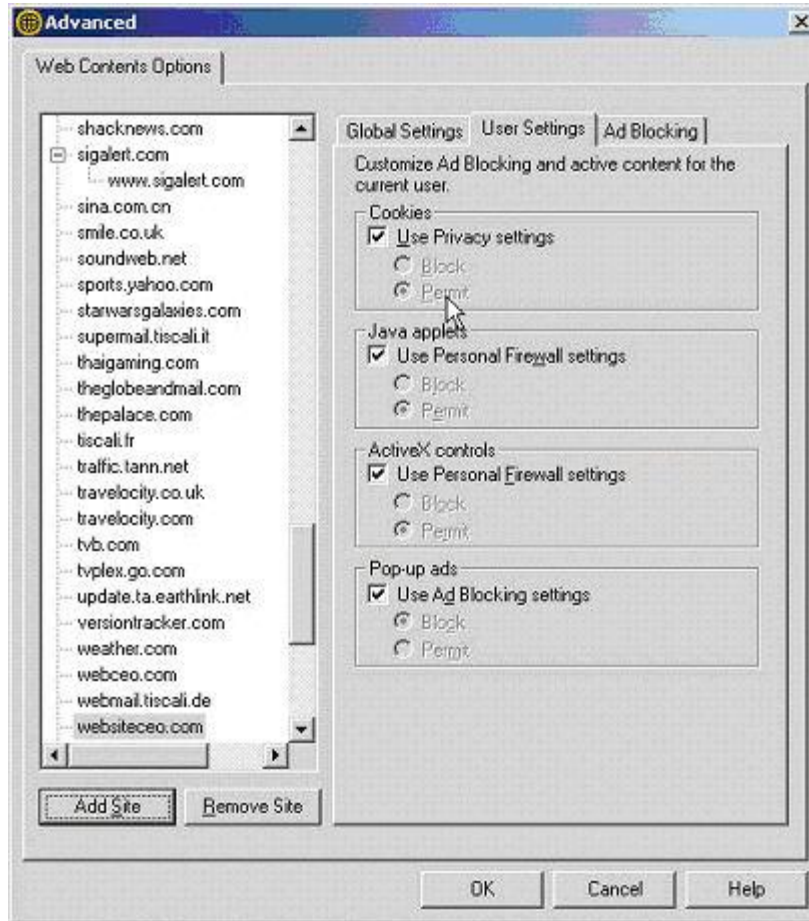 Advanced
Web Contents Options
shacknews.com
sigalert.com
www.sigalert.com
sina.com.cn
smile.co.uk
soundweb.net
sports.yahoo.com
starwarsgalaxies.com
supermail.tiscali.it
thaigaming.com
theglobeandmail.com
thepalace.com
tiscali.fr
traffic.tann.net
travelocity.co.uk
travelocity.com
tvb.com
tvplex.go.com
update.ta.earthlink.net
versiontracker.com
weather.com
webceo.com
webmail.tiscali.de
websiteceo.com
Add Site Remove Site
Global Settings User Settings Ad Blocking
Customize Ad Blocking and active content for the
current user.
Cookies
Use Privacy settings
Block
Permit
Java applets
Use Personal Firewall settings
Block
Permit
ActiveX controls
Use Personal Firewall settings
Block
Permit
Pop-up ads
Use Ad Blocking settings
Block
Permit
OK Cancel Help